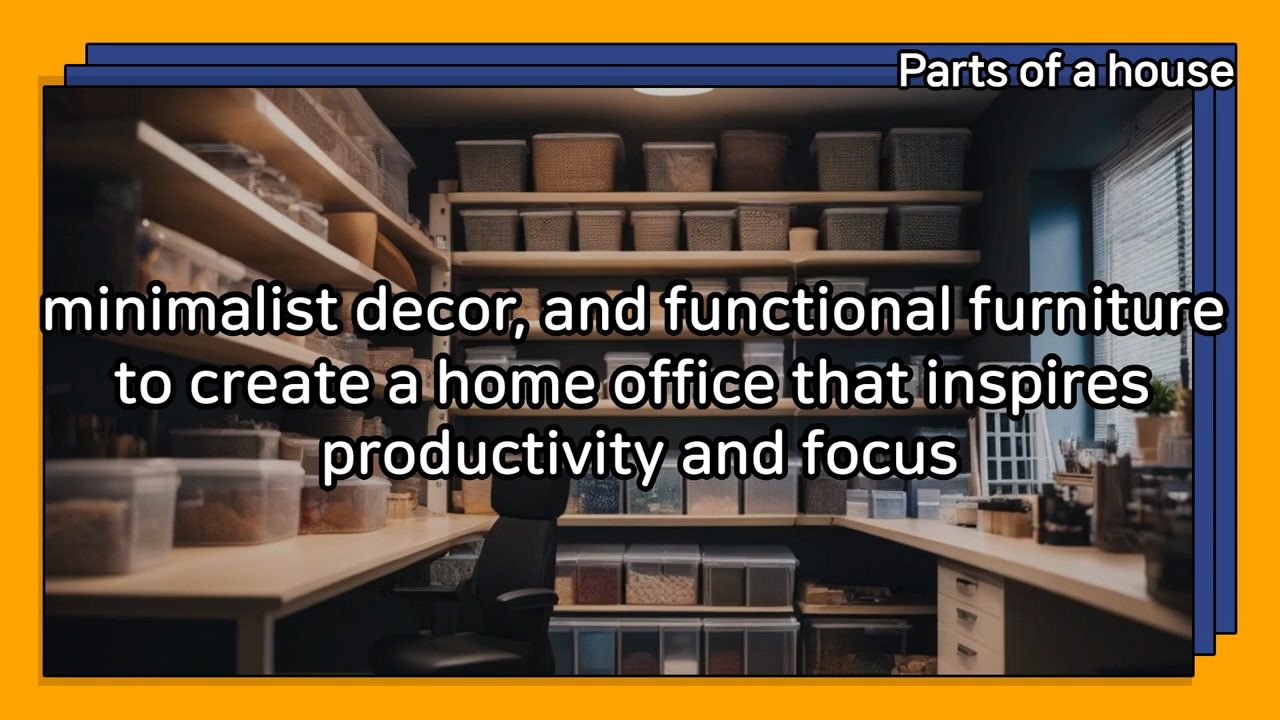 Parts of a house
minimalist decor, and functional furniture
to create a home office that inspires
productivity and focus